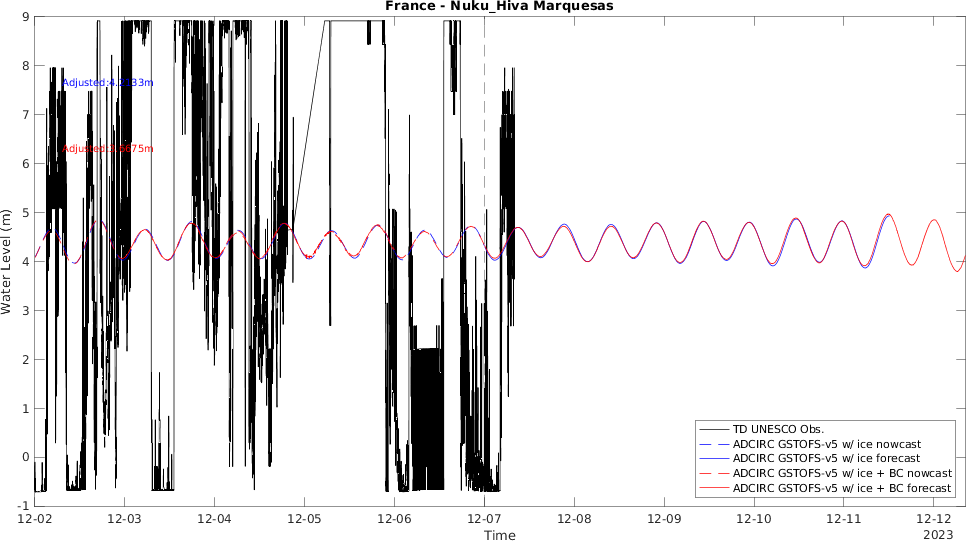 France - Nuku_Hiva Marquesas
9
8
7
6
5
4
3
2
1
0
-1
Water Level (m)
12-02
12-03
12-04
12-05
12-06
12-07
12-08
12-09
12-10
12-11
12-12
2023
Time
TD UNESCO Obs.
ADCIRC GSTOFS-v5 w/ ice nowcast
ADCIRC GSTOFS-v5 w/ ice forecast
ADCIRC GSTOFS-v5 w/ ice + BC nowcast
ADCIRC GSTOFS-v5 w/ ice + BC forecast